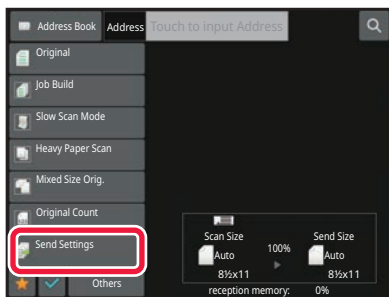 Address Book Address Touch to input Address
Original
Job Build
Slow Scan Mode
Heavy Paper Scan
Mixed Size Orig.
Original Count
Send Settings
Others
Scan Size Send Size
100%
Auto Auto
8½x11 8½x11
reception memory: 0%